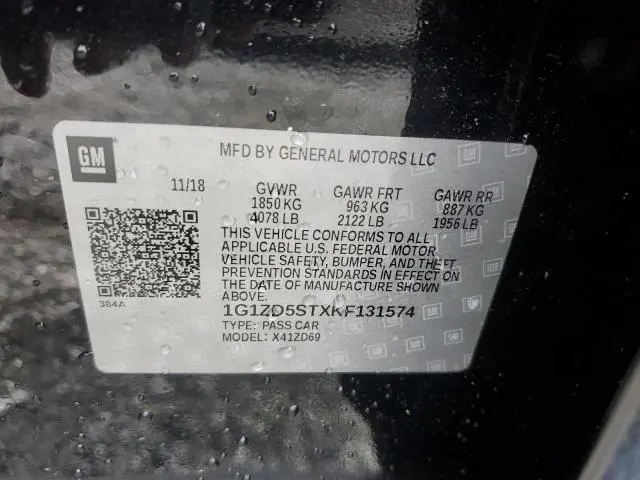 GM
MFD BY GENERAL MOTORS LLC
11/18 GVWR GAWR FRT GAWR RR
1850 KG 963 KG 887 KG
4078 LB 2122 LB 1956 LB
THIS VEHICLE CONFORMS TO ALL
APPLICABLE U.S. FEDERAL MOTOR
VEHICLE SAFETY, BUMPER, AND THEFT
PREVENTION STANDARDS IN EFFECT ON
THE DATE OF MANUFACTURE SHOWN
ABOVE.
384A
1G1ZD5STXKF131574
TYPE: PASS CAR
MODEL: X41ZD69